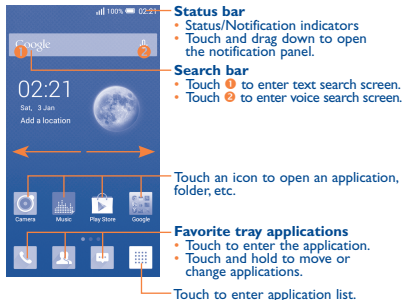 100% 02:21
Google
1 2
02:21
Sat, 3 Jan
Add a location
Camera Music Play Store Google
Status bar
• Status/Notification indicators
• Touch and drag down to open
the notification panel.
Search bar
• Touch ❶ to enter text search screen.
• Touch ❷ to enter voice search screen.
Touch an icon to open an application,
folder, etc.
Favorite tray applications
• Touch to enter the application.
• Touch and hold to move or
change applications.
Touch to enter application list.